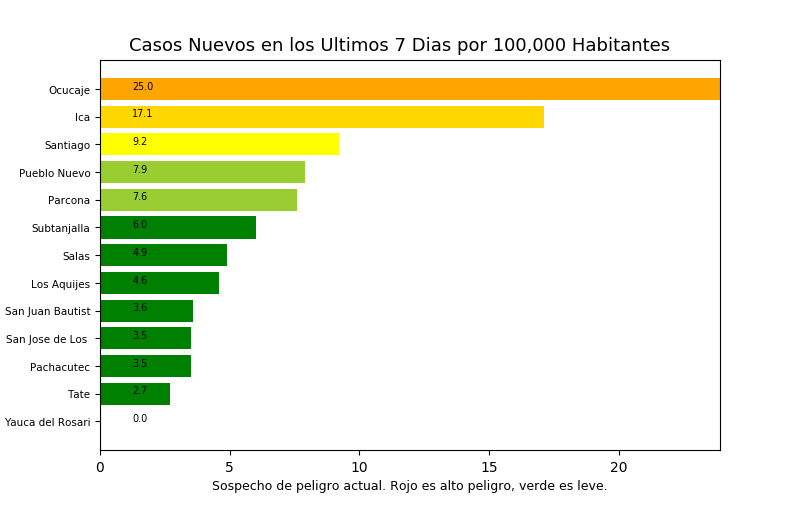 Casos Nuevos en los Ultimos 7 Dias por 100,000 Habitantes
Ocucaje 25.0
Ica 17.1
Santiago 9.2
Pueblo Nuevo 7.9
Parcona 7.6
Subtanjalla 6.0
Salas 4.9
Los Aquijes 4.6
San Juan Bautist 3.6
San Jose de Los 3.5
Pachacutec 3.5
Tate 2.7
Yauca del Rosari 0.0
0 5 10 15 20
Sospecho de peligro actual. Rojo es alto peligro, verde es leve.